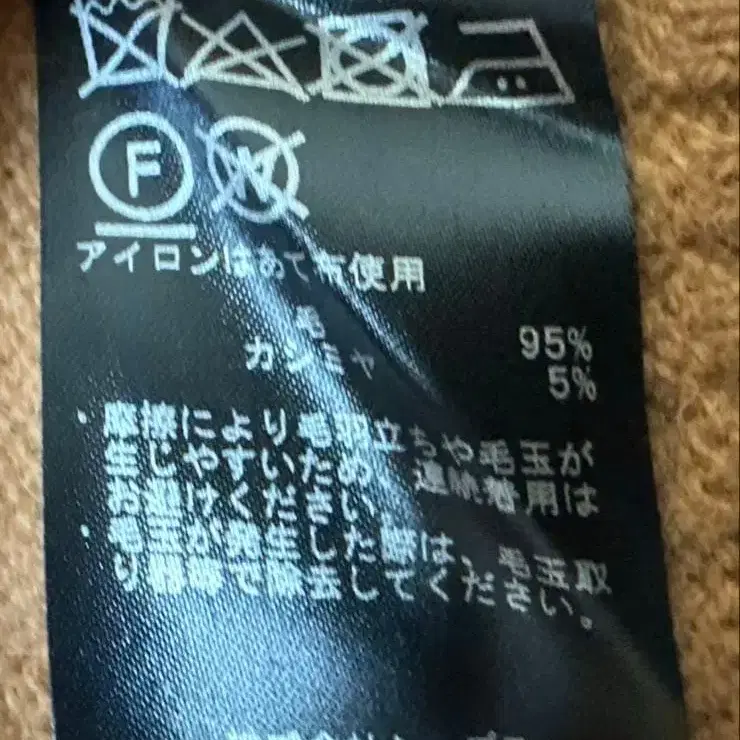 F W
アイロンはあて布使用
毛 95%
カシミヤ 5%
・摩擦により毛羽立ちや毛玉が
生じやすいため、連続着用は
お避けください。
・毛玉が発生した際は、毛玉取
り器等で除去してください。